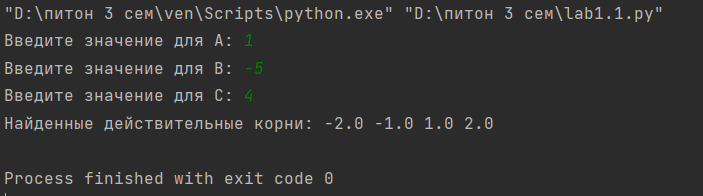 "D:\питон 3 сем\ven\Scripts\python.exe" "D:\питон 3 сем\lab1.1.py"
Введите значение для A: 1
Введите значение для B: -5
Введите значение для C: 4
Найденные действительные корни: -2.0 -1.0 1.0 2.0
Process finished with exit code 0